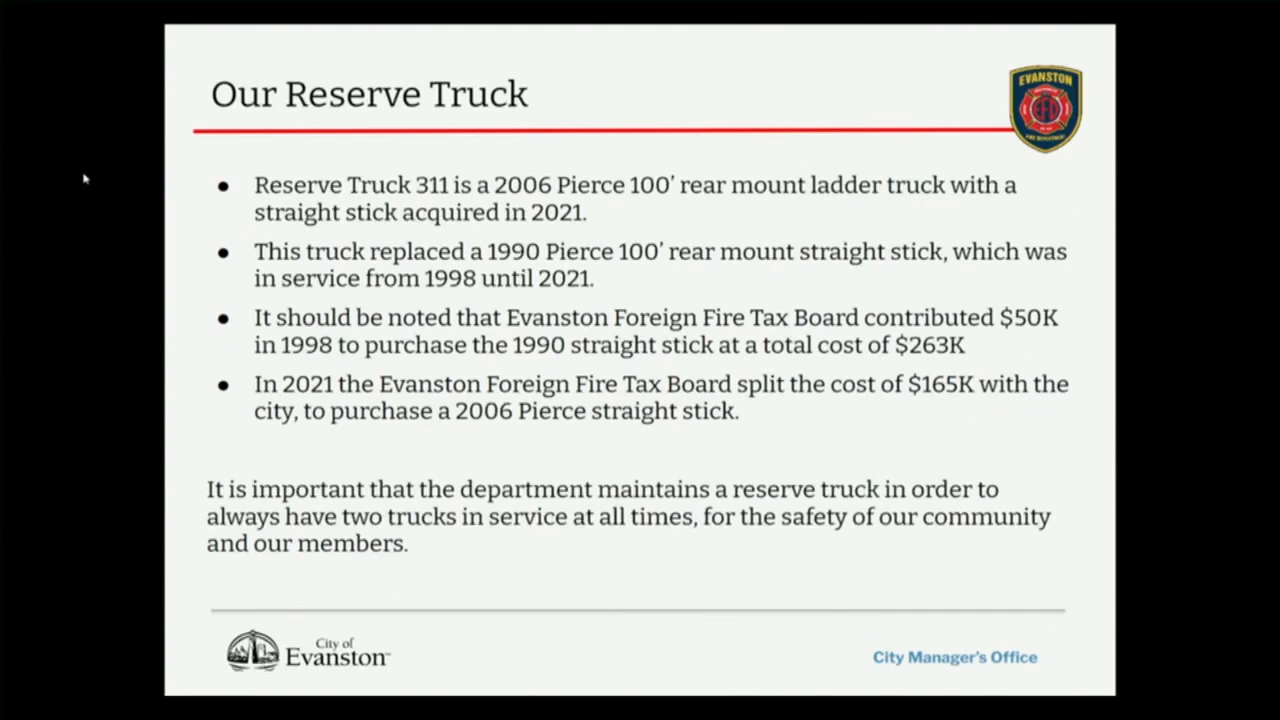 Our Reserve Truck
EVANSTON
EFD
● Reserve Truck 311 is a 2006 Pierce 100’ rear mount ladder truck with a
straight stick acquired in 2021.
● This truck replaced a 1990 Pierce 100’ rear mount straight stick, which was
in service from 1998 until 2021.
● It should be noted that Evanston Foreign Fire Tax Board contributed $50K
in 1998 to purchase the 1990 straight stick at a total cost of $263K
● In 2021 the Evanston Foreign Fire Tax Board split the cost of $165K with the
city, to purchase a 2006 Pierce straight stick.
It is important that the department maintains a reserve truck in order to
always have two trucks in service at all times, for the safety of our community
and our members.
City of
Evanston™
City Manager’s Office